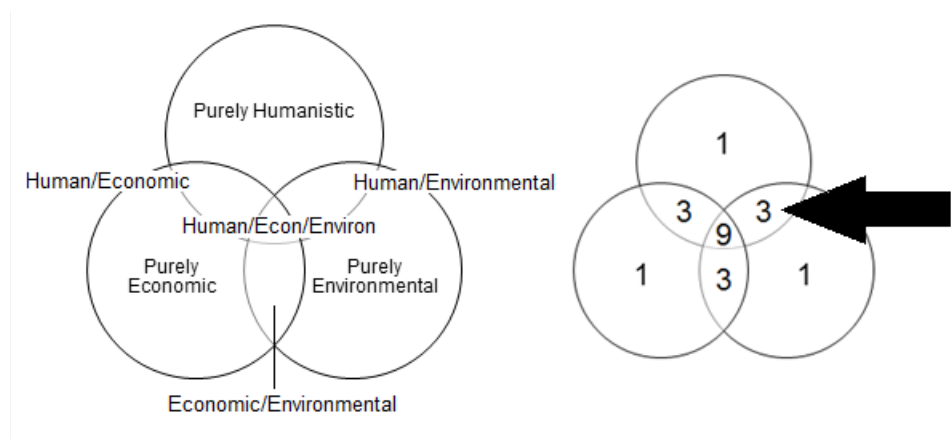 Purely Humanistic
Human/Economic
Human/Environmental
Human/Econ/Environ
Purely
Economic
Purely
Environmental
Economic/Environmental
1
3
3
9
1
3
1